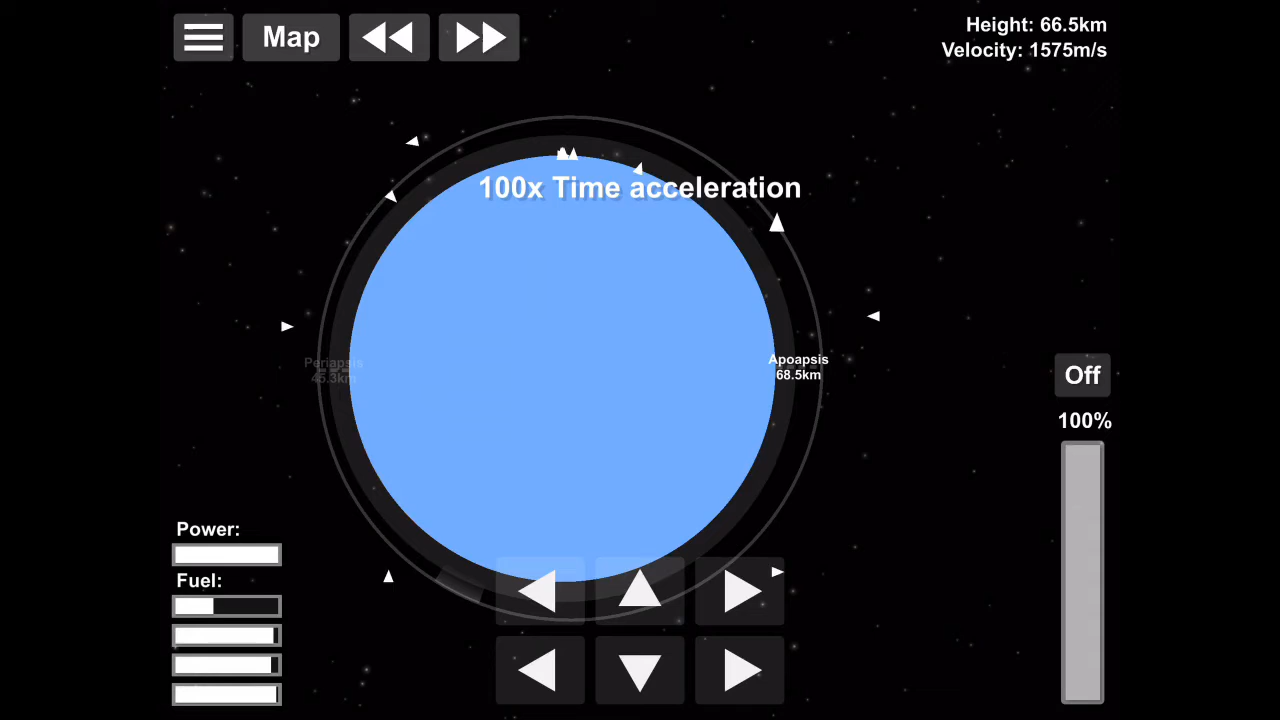 Map
Height: 66.5km
Velocity: 1575m/s
100x Time acceleration
Periapsis
45.3km
Apoapsis
68.5km
Off
100%
Power:
Fuel: